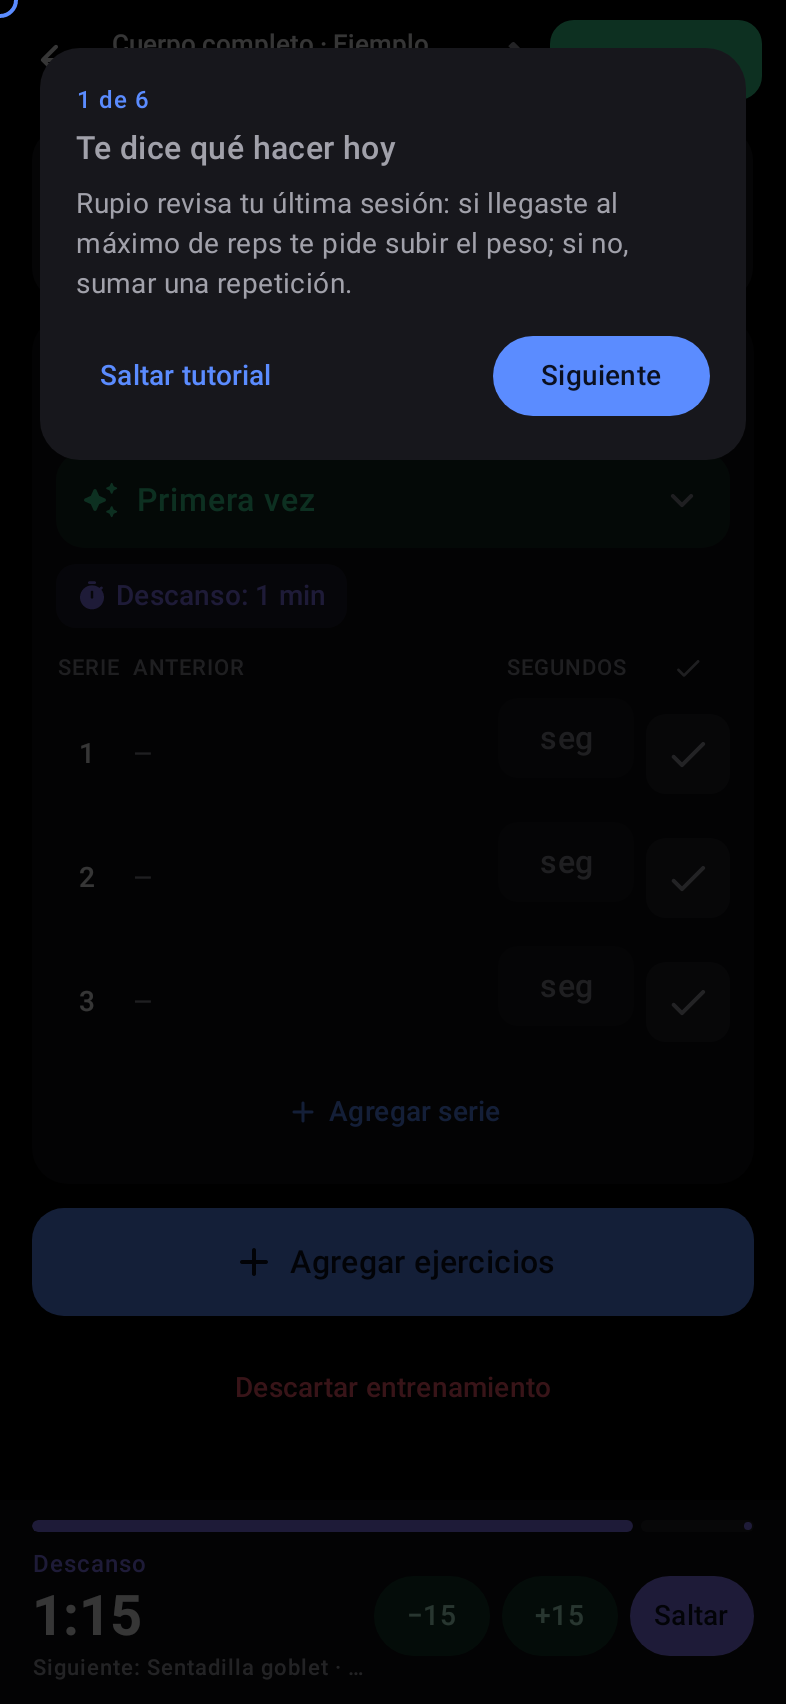 Cuerpo completo · Ejemplo
1 de 6
Te dice qué hacer hoy
Rupio revisa tu última sesión: si llegaste al
máximo de reps te pide subir el peso; si no,
sumar una repetición.
Saltar tutorial
Siguiente
Primera vez
Descanso: 1 min
SERIE ANTERIOR SEGUNDOS
1 – seg
2 – seg
3 – seg
+ Agregar serie
+ Agregar ejercicios
Descartar entrenamiento
Descanso
1:15
−15 +15 Saltar
Siguiente: Sentadilla goblet · …